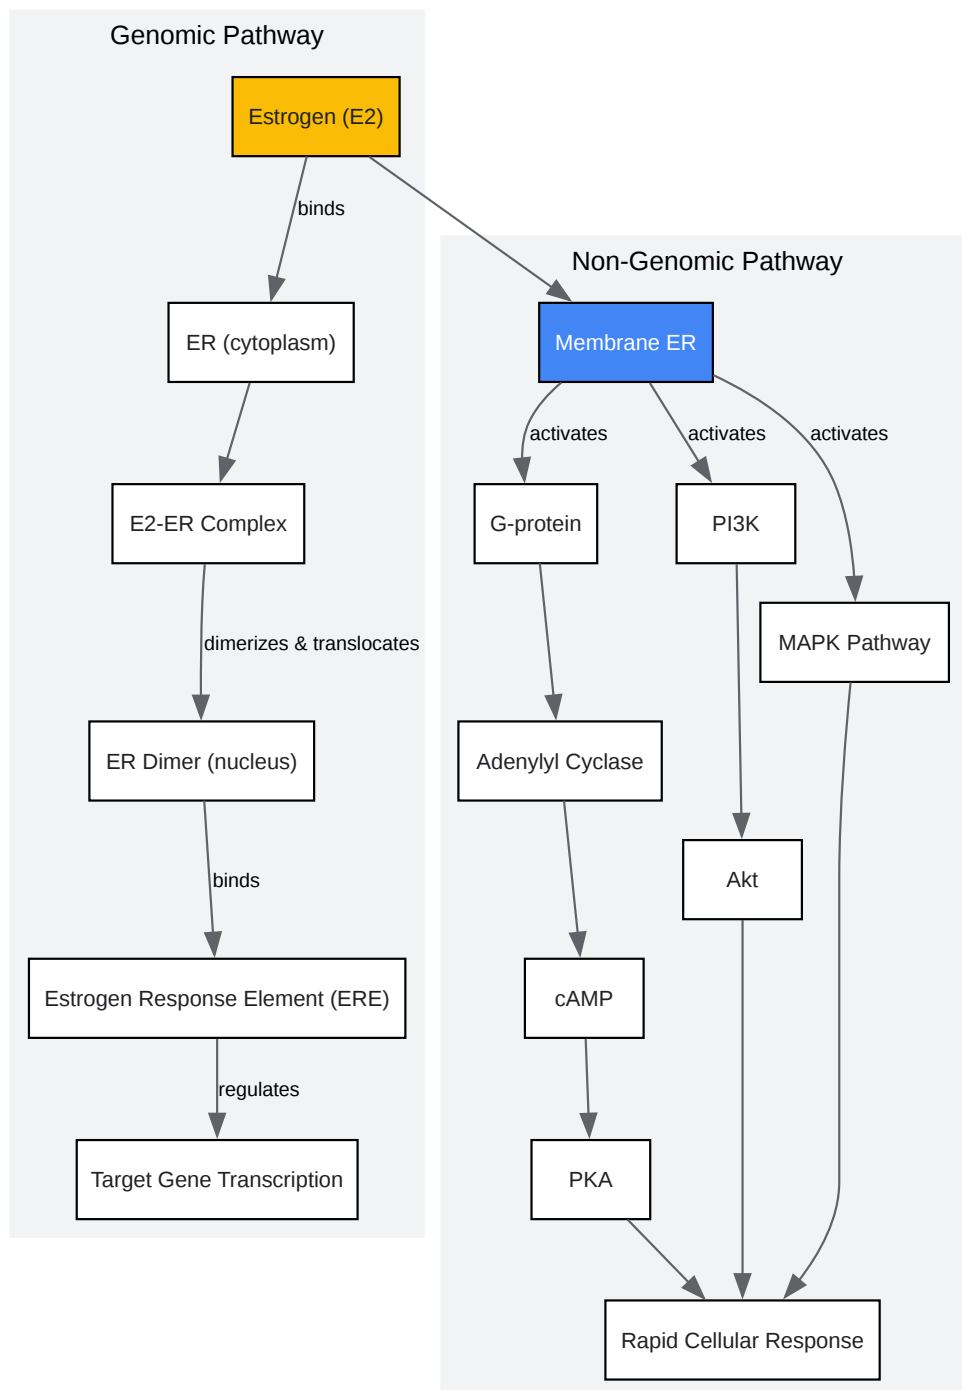 Genomic Pathway
Estrogen (E2)
binds
ER (cytoplasm)
E2-ER Complex
dimerizes & translocates
ER Dimer (nucleus)
binds
Estrogen Response Element (ERE)
regulates
Target Gene Transcription
Non-Genomic Pathway
Membrane ER
activates
activates
activates
G-protein
PI3K
MAPK Pathway
Adenylyl Cyclase
Akt
cAMP
PKA
Rapid Cellular Response